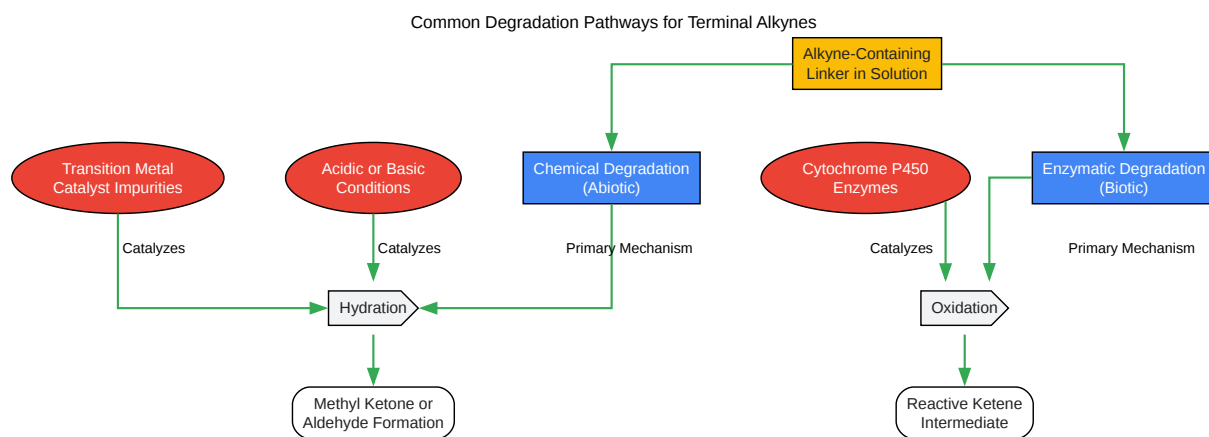 Common Degradation Pathways for Terminal Alkynes
Alkyne-Containing
Linker in Solution
Transition Metal
Catalyst Impurities
Acidic or Basic
Conditions
Chemical Degradation
(Abiotic)
Cytochrome P450
Enzymes
Enzymatic Degradation
(Biotic)
Catalyzes
Catalyzes
Primary Mechanism
Catalyzes
Primary Mechanism
Hydration
Oxidation
Methyl Ketone or
Aldehyde Formation
Reactive Ketene
Intermediate